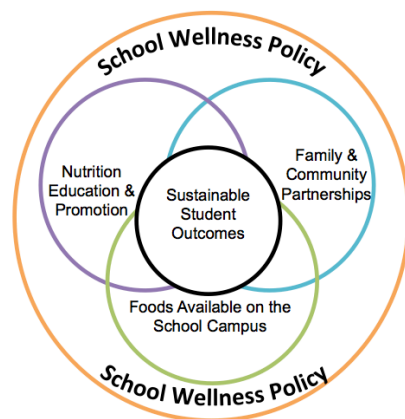 School Wellness Policy
Nutrition
Education &
Promotion
Family &
Community
Partnerships
Sustainable
Student
Outcomes
Foods Available on the
School Campus
School Wellness Policy